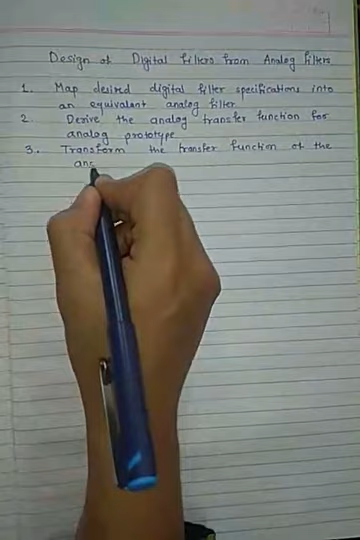 Design of Digital Filters from Analog Filters
1. Map desired digital filter specifications into
an equivalent analog filter
2. Derive the analog transfer function for
analog prototype
3. Transform the transfer function of the
ana